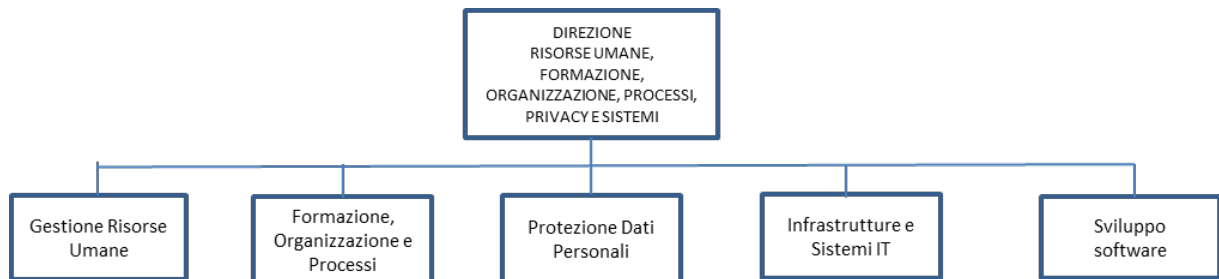 DIREZIONE
RISORSE UMANE,
FORMAZIONE,
ORGANIZZAZIONE, PROCESSI,
PRIVACY E SISTEMI
Gestione Risorse
Umane
Formazione,
Organizzazione e
Processi
Protezione Dati
Personali
Infrastrutture e
Sistemi IT
Sviluppo
software